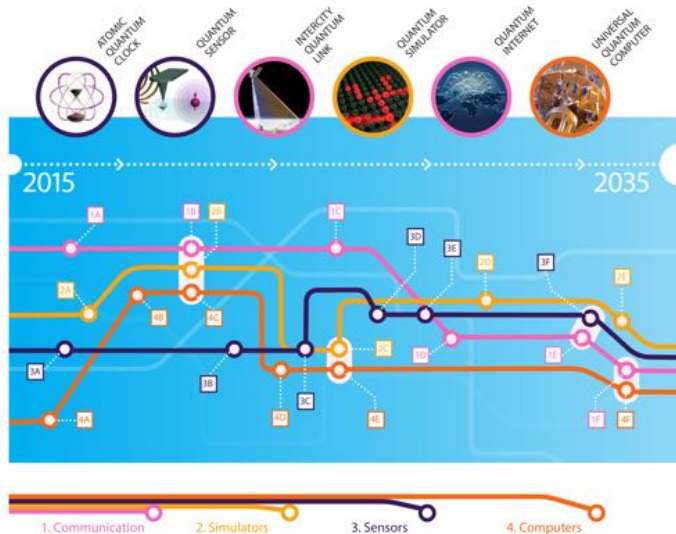 ATOMIC
QUANTUM
CLOCK
QUANTUM
SENSOR
INTERCITY
QUANTUM
LINK
QUANTUM
SIMULATOR
QUANTUM
INTERNET
UNIVERSAL
QUANTUM
COMPUTER
2015
2035
1A
1B
2B
1C
3D
3E
2D
3F
2E
2A
4B
4C
3A
3B
3C
2C
1D
1E
4A
4D
4E
1F
4F
1. Communication
2. Simulators
3. Sensors
4. Computers